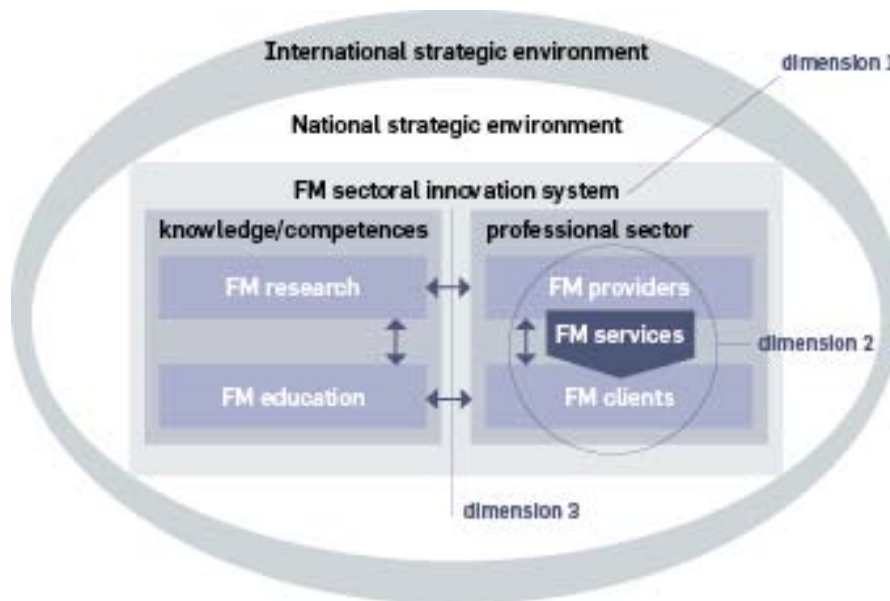 International strategic environment
dimension 1
National strategic environment
FM sectoral innovation system
knowledge/competences
professional sector
FM research
FM providers
FM services
dimension 2
FM education
FM clients
dimension 3